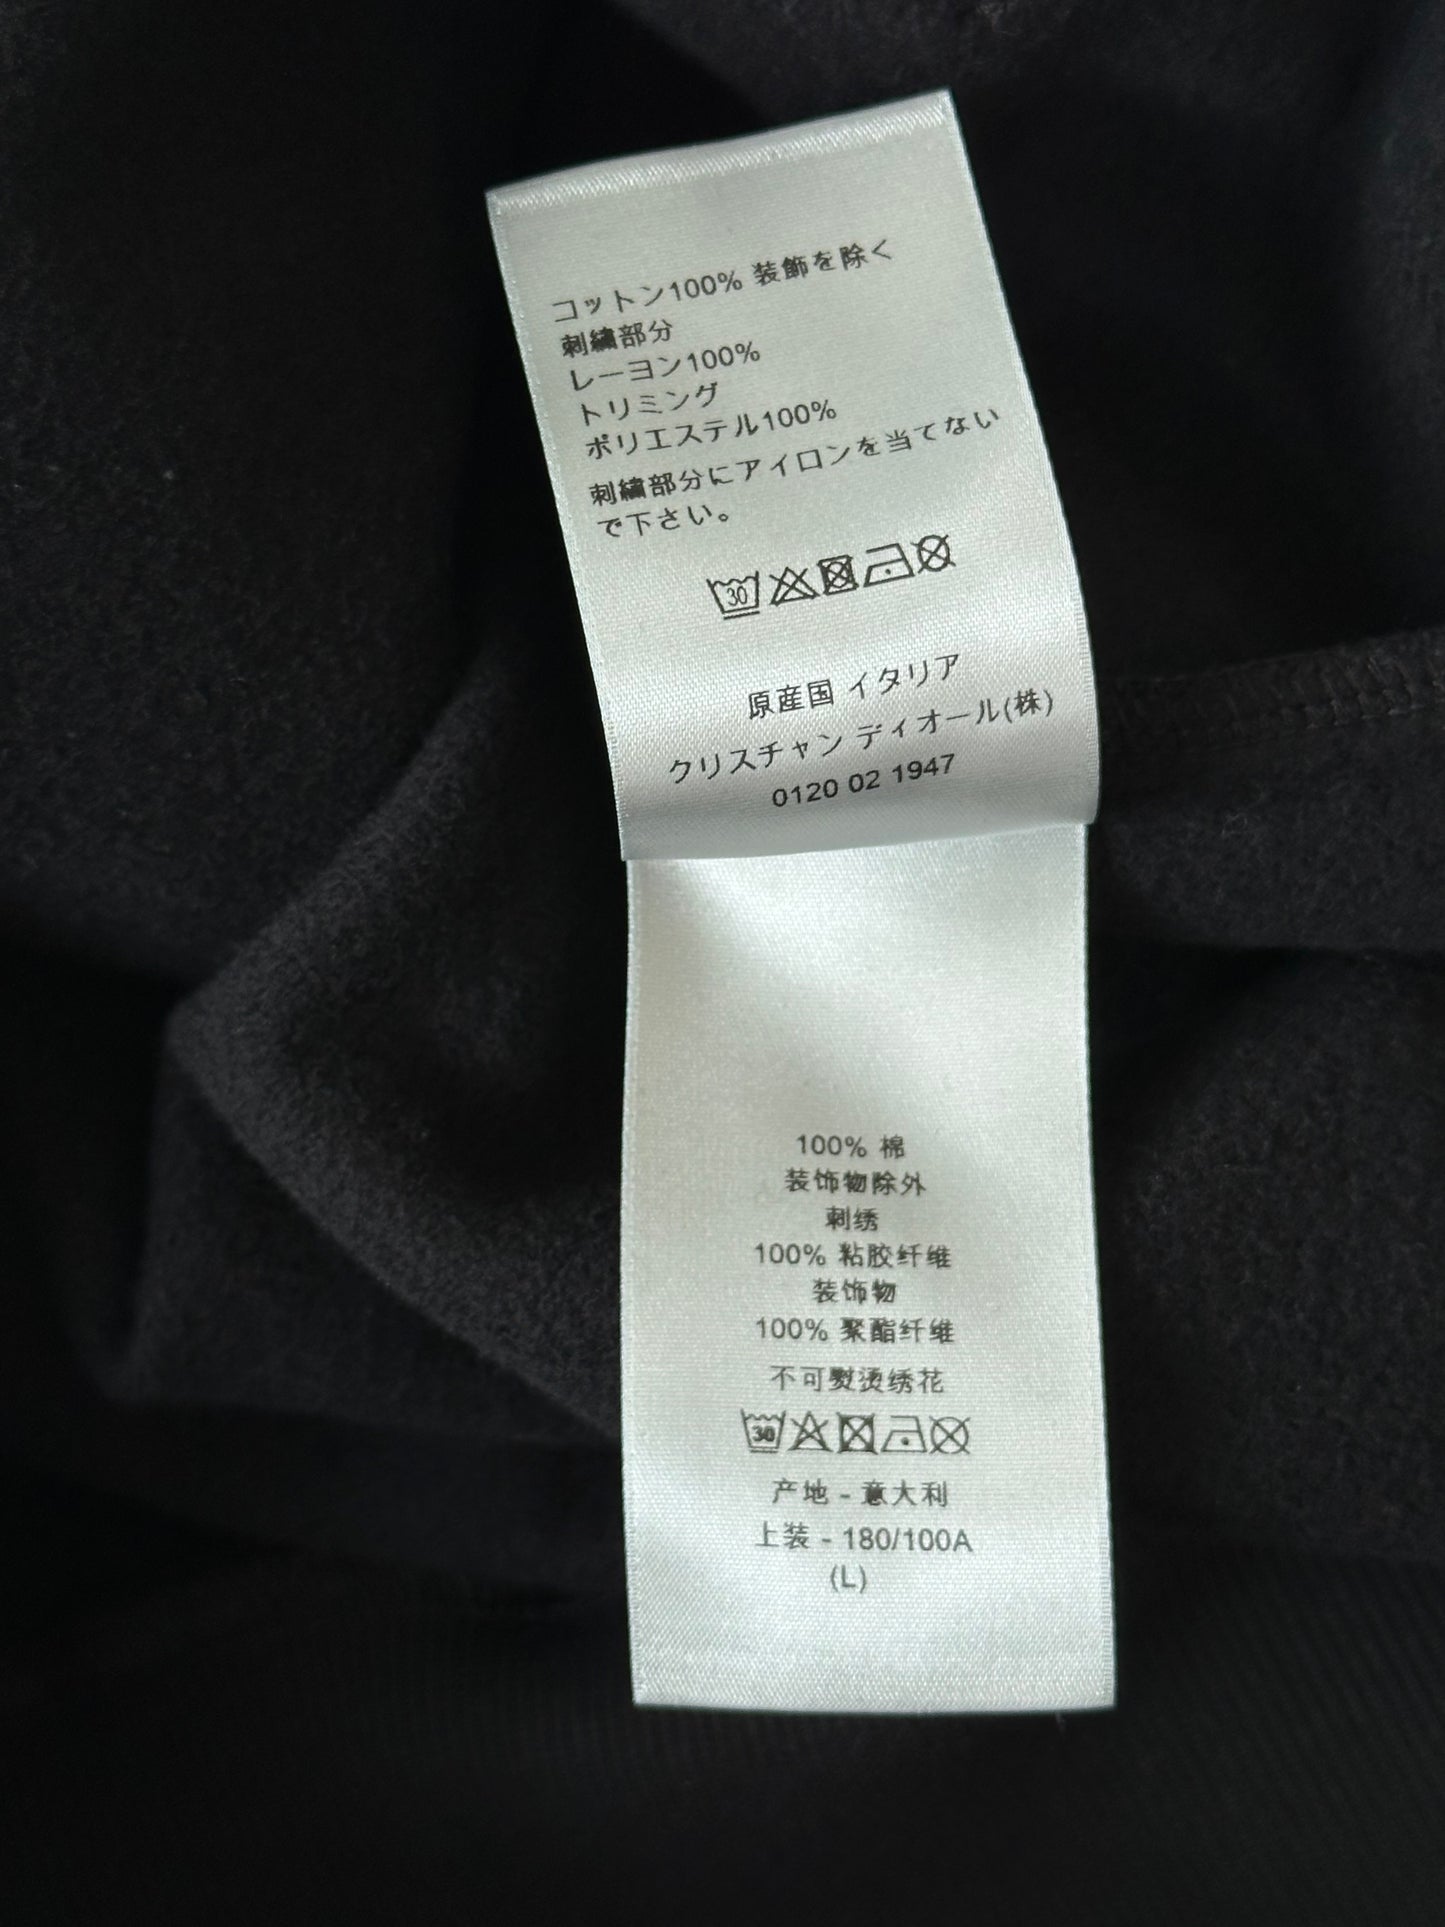 コットン100% 装飾を除く
刺繍部分
レーヨン100%
トリミング
ポリエステル100%
刺繍部分にアイロンを当てない
で下さい。
30
原産国 イタリア
クリスチャン ディオール(株)
0120 02 1947
100% 棉
装饰物除外
刺绣
100% 粘胶纤维
装饰物
100% 聚酯纤维
不可熨烫绣花
30
产地 - 意大利
上装 - 180/100A
(L)